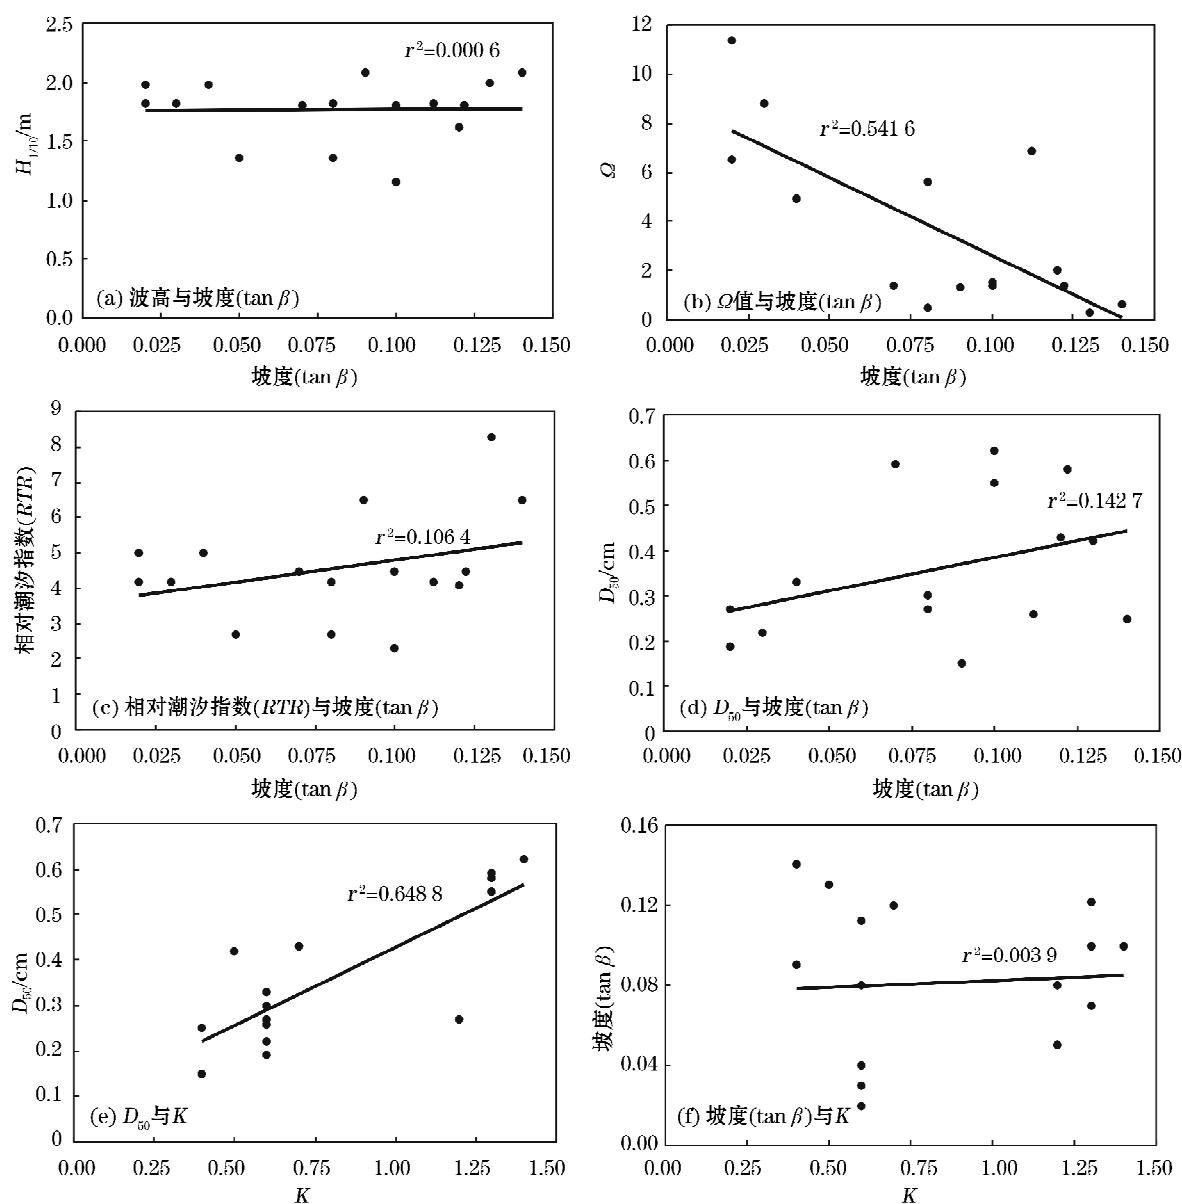 2.5
2.0
1.5
1.0
0.5
0.0
H1/10/m
r²=0.000 6
(a) 波高与坡度(tan β)
0.000 0.025 0.050 0.075 0.100 0.125 0.150
坡度(tan β)
12
10
8
6
4
2
0
Ω
r²=0.541 6
(b) Ω值与坡度(tan β)
0.000 0.025 0.050 0.075 0.100 0.125 0.150
坡度(tan β)
9
8
7
6
5
4
3
2
1
0
相对潮汐指数(RTR)
r²=0.106 4
(c) 相对潮汐指数(RTR)与坡度(tan β)
0.000 0.025 0.050 0.075 0.100 0.125 0.150
坡度(tan β)
0.7
0.6
0.5
0.4
0.3
0.2
0.1
0
D50/cm
r²=0.142 7
(d) D50与坡度(tan β)
0.000 0.025 0.050 0.075 0.100 0.125 0.150
坡度(tan β)
0.7
0.6
0.5
0.4
0.3
0.2
0.1
0
D50/cm
r²=0.648 8
(e) D50与K
0.00 0.25 0.50 0.75 1.00 1.25 1.50
K
0.16
0.12
0.08
0.04
0.00
坡度(tan β)
r²=0.003 9
(f) 坡度(tan β)与K
0.00 0.25 0.50 0.75 1.00 1.25 1.50
K